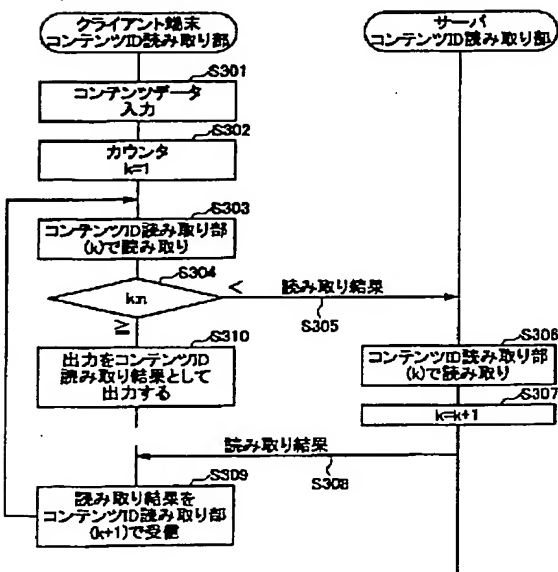 クライアント端末
コンテンツID読み取り部
サーバ
コンテンツID読み取り部
S301
コンテンツデータ
入力
S302
カウンタ
k=1
S303
コンテンツID読み取り部
(k)で読み取り
S304
k:n
<
読み取り結果
S305
≧
S310
出力をコンテンツID
読み取り結果として
出力する
S306
コンテンツID読み取り部
(k)で読み取り
S307
k=k+1
読み取り結果
S308
S309
読み取り結果を
コンテンツID読み取り部
(k+1)で受信